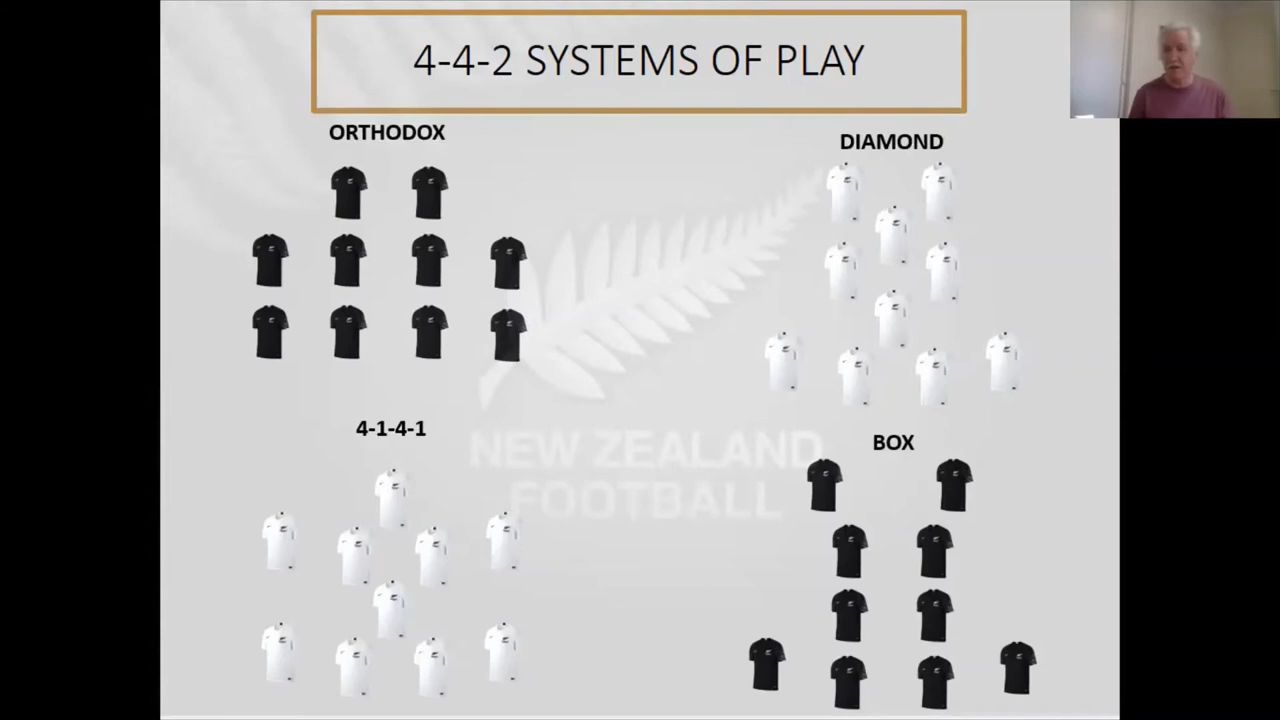 4-4-2 SYSTEMS OF PLAY
ORTHODOX
DIAMOND
4-1-4-1
BOX
NEW ZEALAND
FOOTBALL